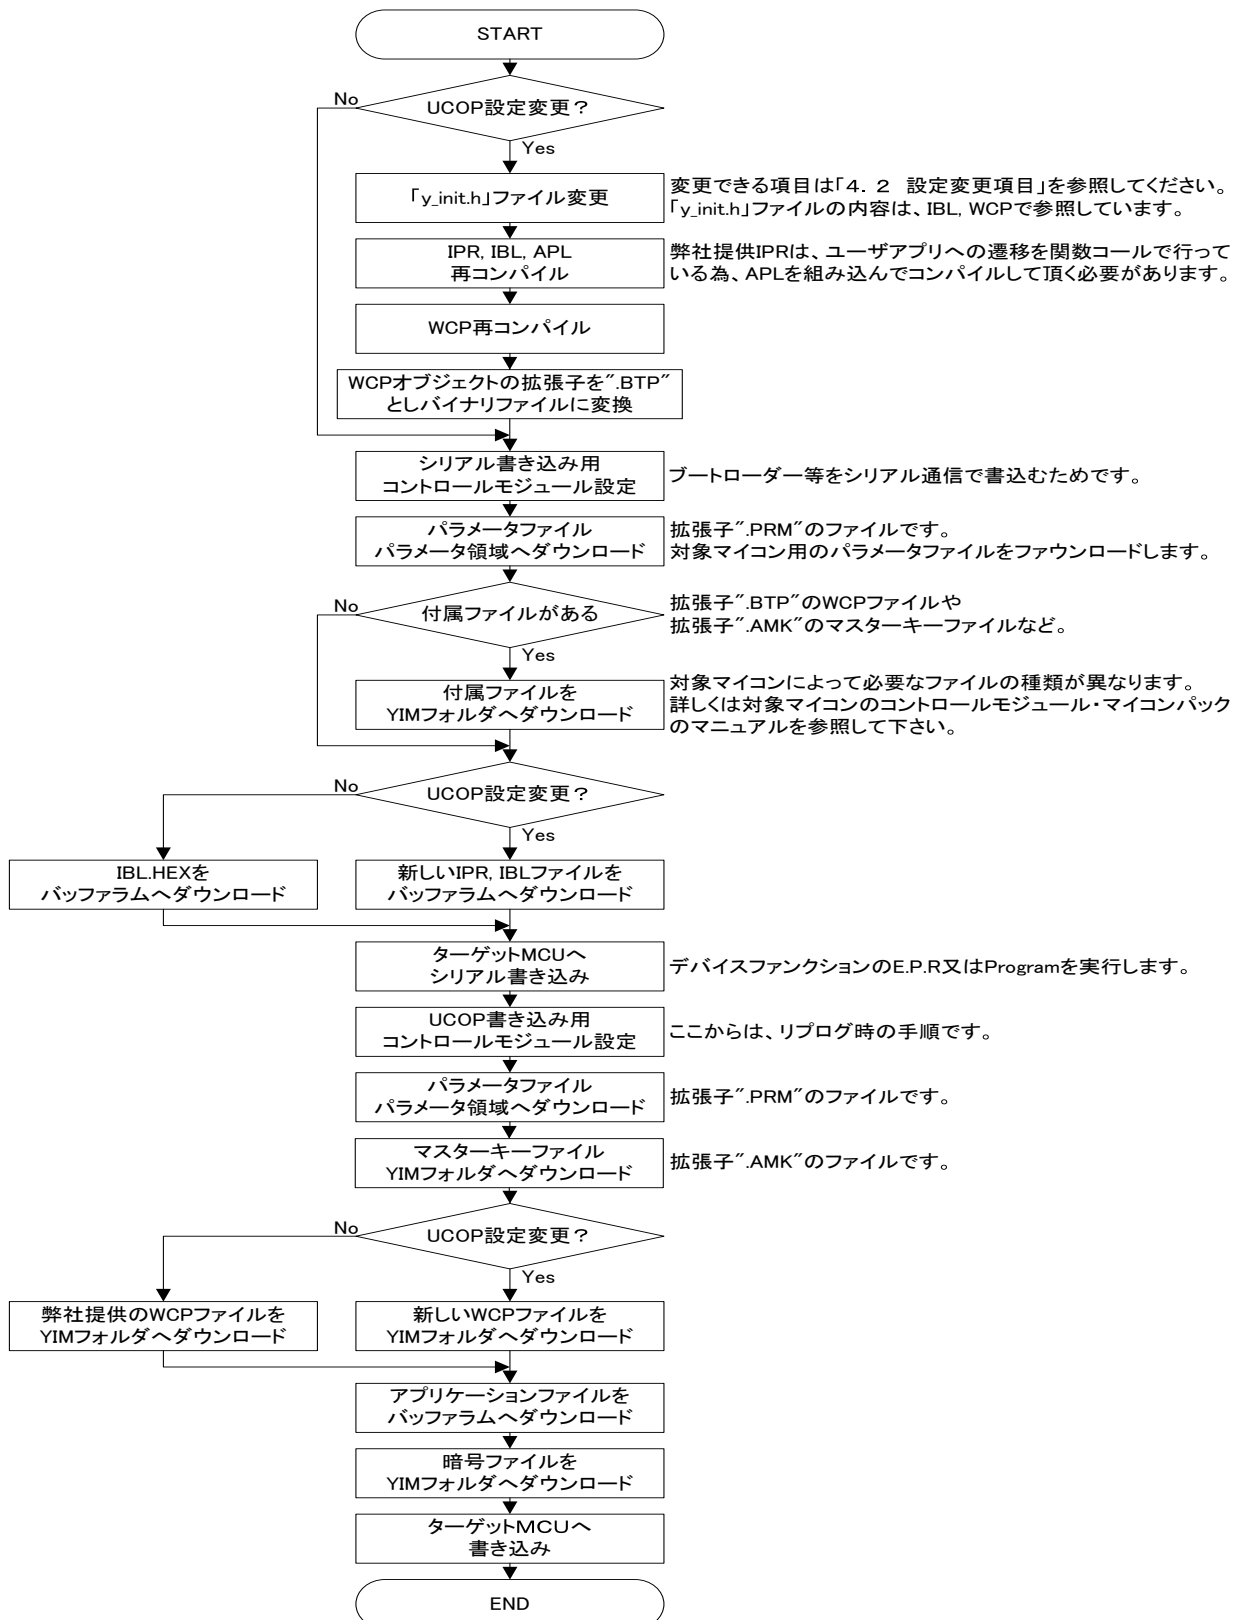 START
UCOP設定変更？
No
Yes
「y_init.h」ファイル変更
変更できる項目は「4．2　設定変更項目」を参照してください。
「y_init.h」ファイルの内容は、IBL, WCPで参照しています。
IPR, IBL, APL
再コンパイル
弊社提供IPRは、ユーザアプリへの遷移を関数コールで行って
いる為、APLを組み込んでコンパイルして頂く必要があります。
WCP再コンパイル
WCPオブジェクトの拡張子を”.BTP”
としバイナリファイルに変換
シリアル書き込み用
コントロールモジュール設定
ブートローダー等をシリアル通信で書込むためです。
パラメータファイル
パラメータ領域へダウンロード
拡張子”.PRM”のファイルです。
対象マイコン用のパラメータファイルをファウンロードします。
No
付属ファイルがある
拡張子”.BTP”のWCPファイルや
拡張子”.AMK”のマスターキーファイルなど。
Yes
付属ファイルを
YIMフォルダへダウンロード
対象マイコンによって必要なファイルの種類が異なります。
詳しくは対象マイコンのコントロールモジュール・マイコンパック
のマニュアルを参照して下さい。
No
UCOP設定変更？
Yes
IBL.HEXを
バッファラムへダウンロード
新しいIPR, IBLファイルを
バッファラムへダウンロード
ターゲットMCUへ
シリアル書き込み
デバイスファンクションのE.P.R又はProgramを実行します。
UCOP書き込み用
コントロールモジュール設定
ここからは、リプログ時の手順です。
パラメータファイル
パラメータ領域へダウンロード
拡張子”.PRM”のファイルです。
マスターキーファイル
YIMフォルダへダウンロード
拡張子”.AMK”のファイルです。
No
UCOP設定変更？
Yes
弊社提供のWCPファイルを
YIMフォルダへダウンロード
新しいWCPファイルを
YIMフォルダへダウンロード
アプリケーションファイルを
バッファラムへダウンロード
暗号ファイルを
YIMフォルダへダウンロード
ターゲットＭＣＵへ
書き込み
END